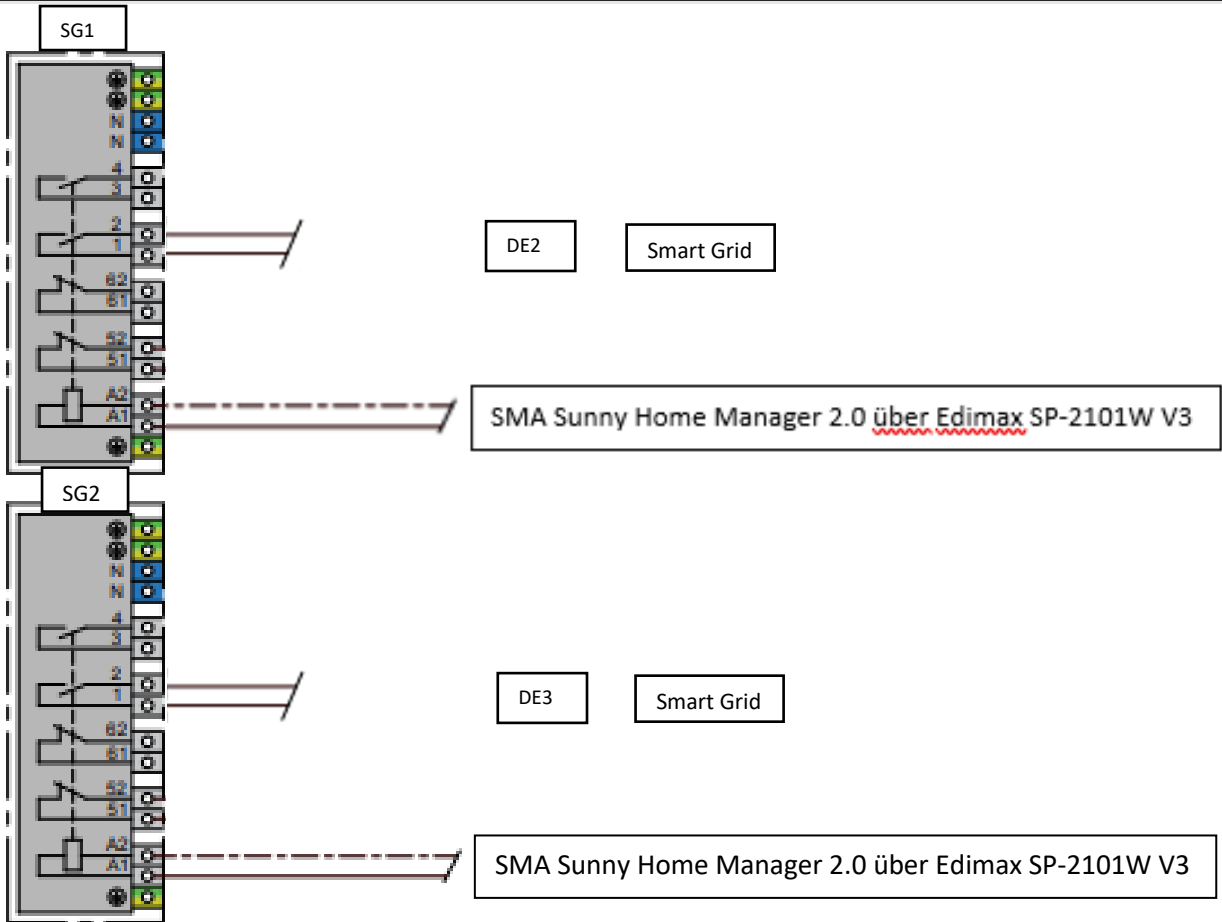 SG1
N
N
4
3
2
1
62
61
52
51
A2
A1
DE2
Smart Grid
SMA Sunny Home Manager 2.0 über Edimax SP-2101W V3
SG2
N
N
4
3
2
1
62
61
52
51
A2
A1
DE3
Smart Grid
SMA Sunny Home Manager 2.0 über Edimax SP-2101W V3